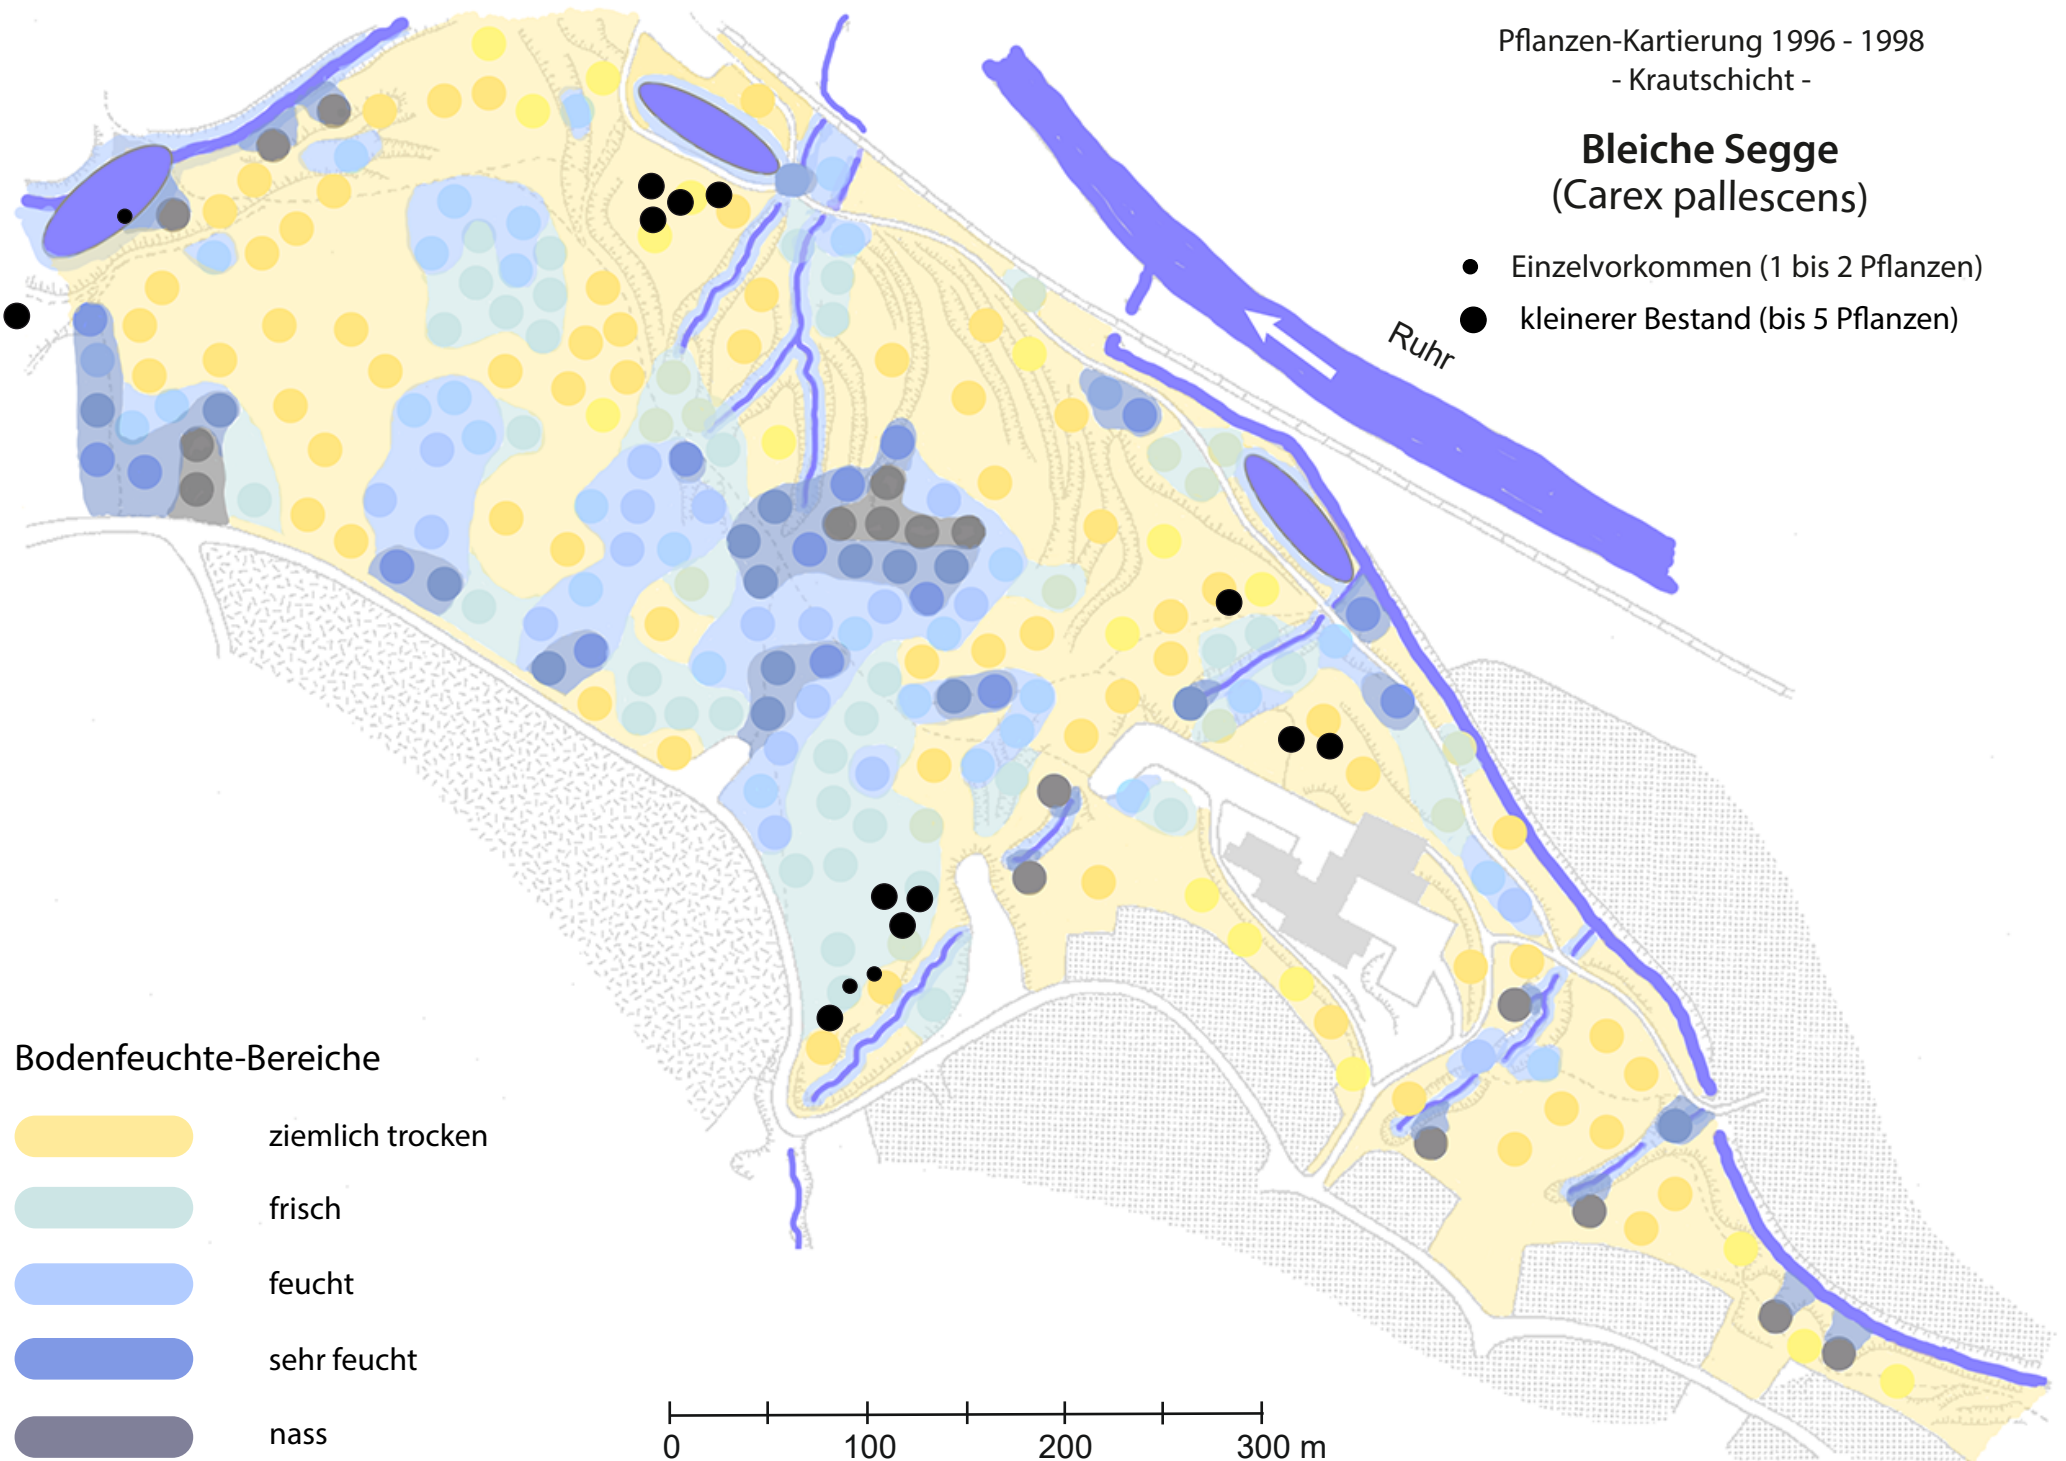 Pflanzen-Kartierung 1996 - 1998
- Krautschicht -
Bleiche Segge
(Carex pallescens)
Einzelvorkommen (1 bis 2 Pflanzen)
kleinerer Bestand (bis 5 Pflanzen)
Ruhr
Bodenfeuchte-Bereiche
ziemlich trocken
frisch
feucht
sehr feucht
nass
0 100 200 300 m